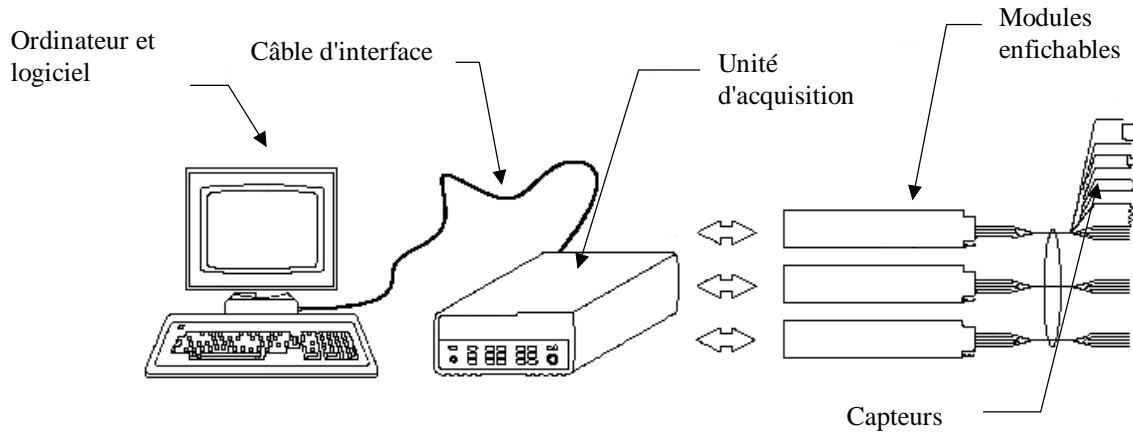 Ordinateur et
logiciel
Câble d'interface
Unité
d'acquisition
Modules
enfichables
Capteurs